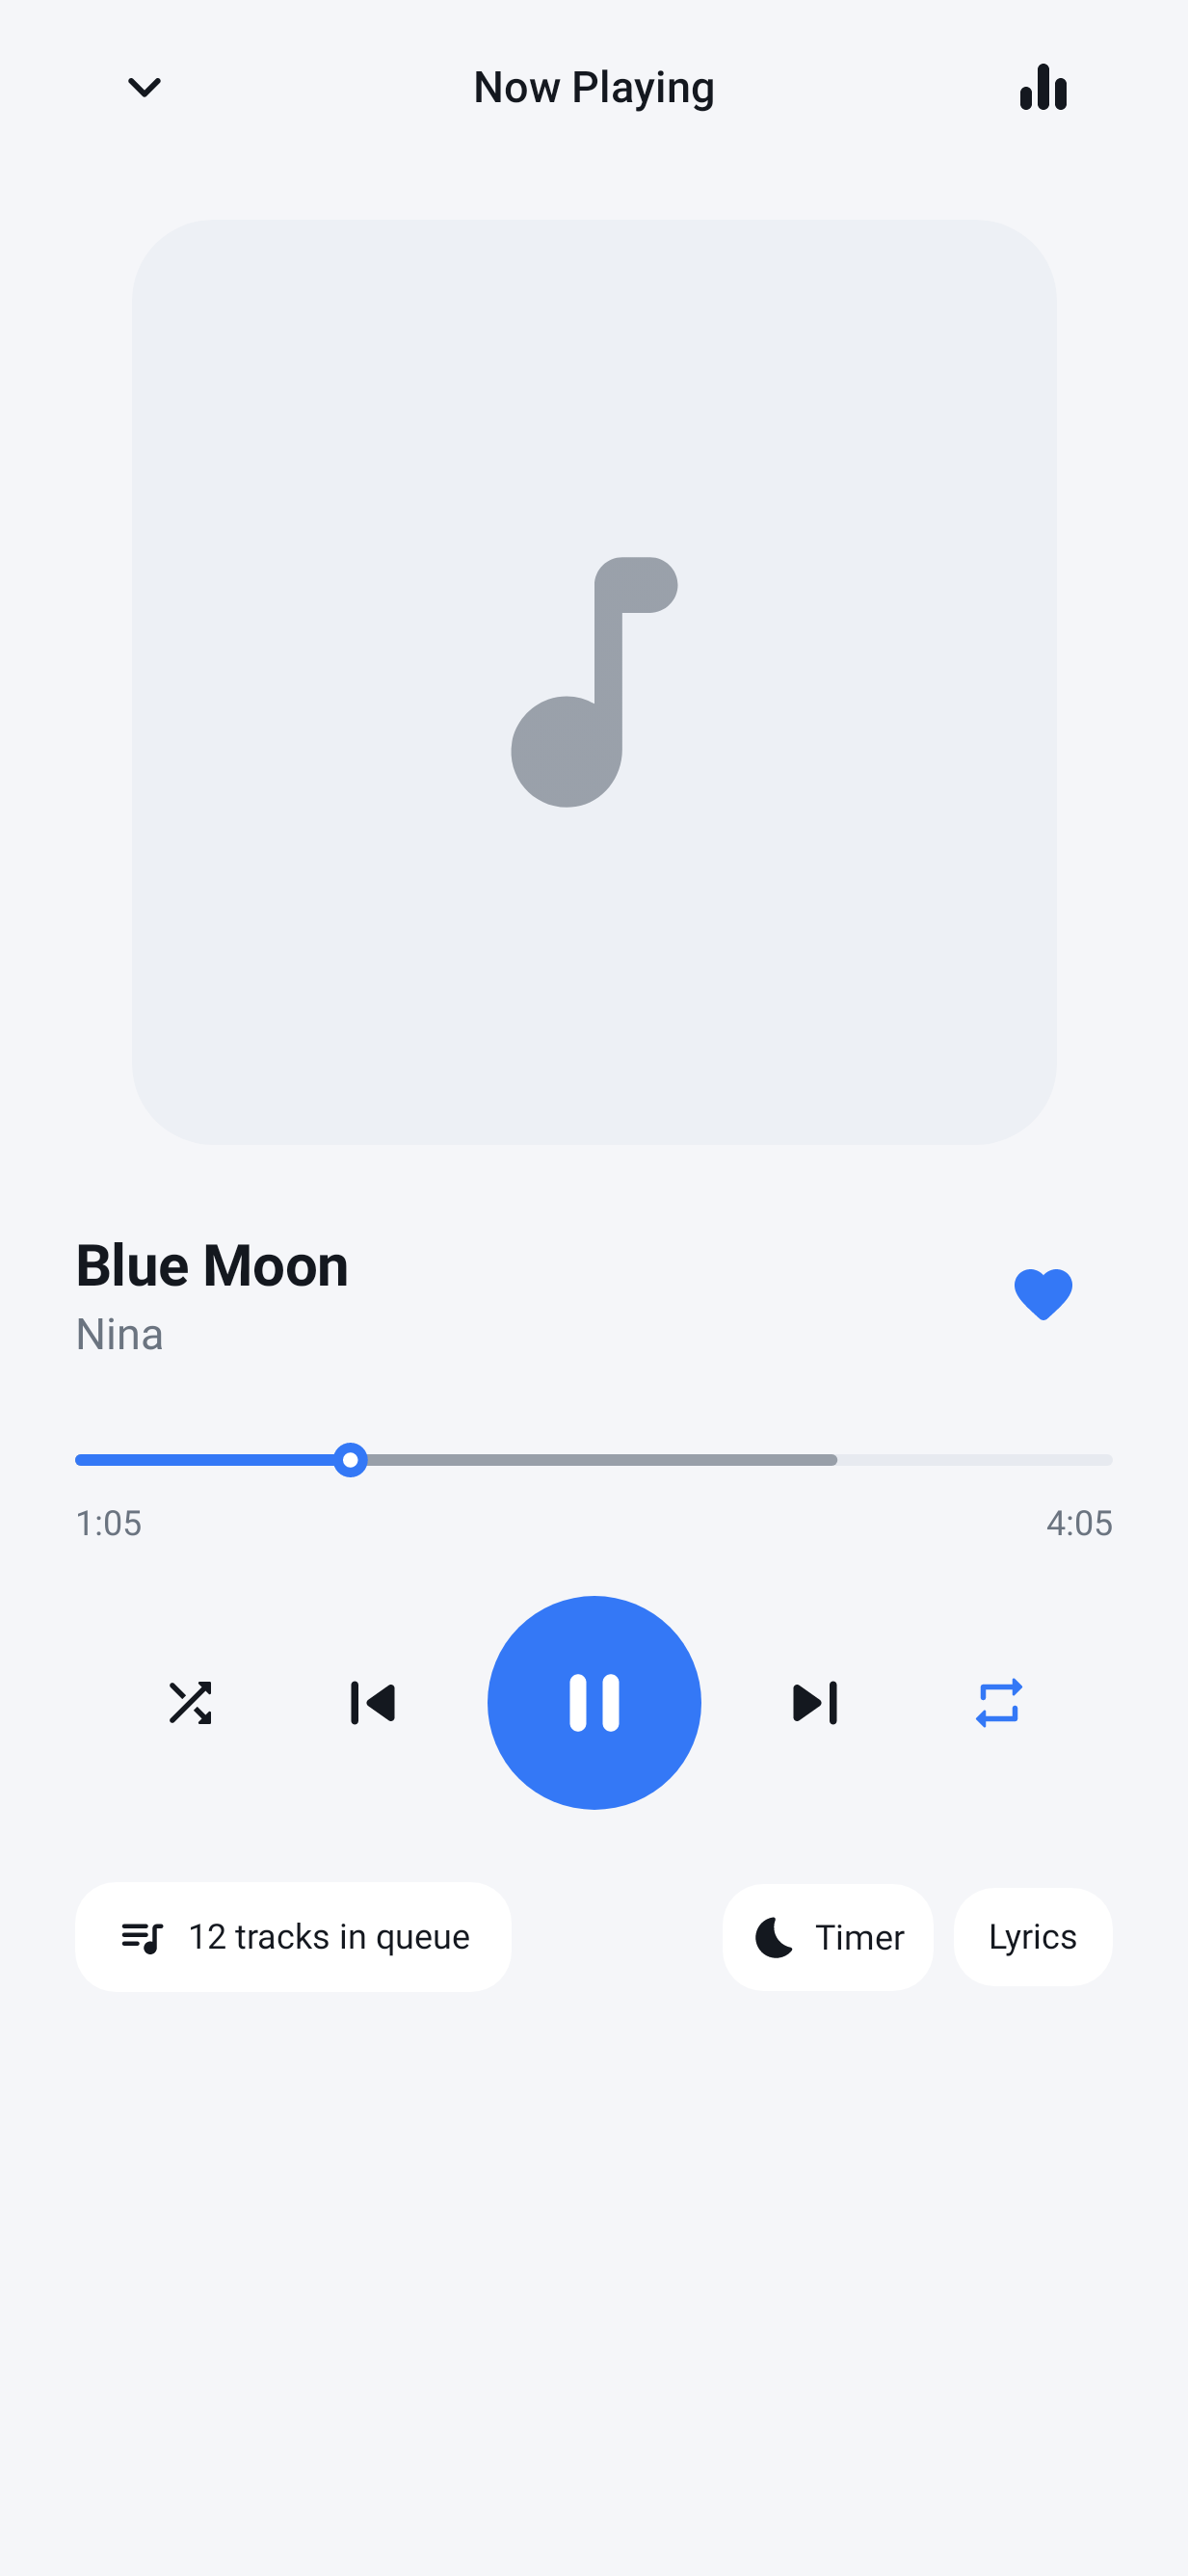 Now Playing
Blue Moon
Nina
1:05
4:05
12 tracks in queue
Timer
Lyrics